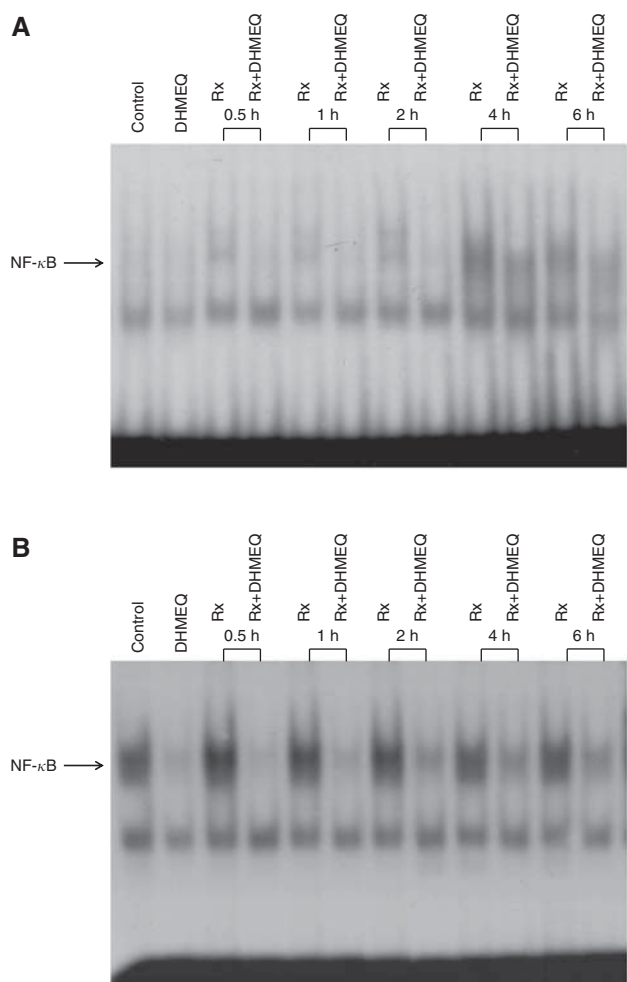 A
Control
DHMEQ
Rx
Rx+DHMEQ
Rx
Rx+DHMEQ
Rx
Rx+DHMEQ
Rx
Rx+DHMEQ
Rx
Rx+DHMEQ
0.5 h
1 h
2 h
4 h
6 h
NF-κB
B
Control
DHMEQ
Rx
Rx+DHMEQ
Rx
Rx+DHMEQ
Rx
Rx+DHMEQ
Rx
Rx+DHMEQ
Rx
Rx+DHMEQ
0.5 h
1 h
2 h
4 h
6 h
NF-κB